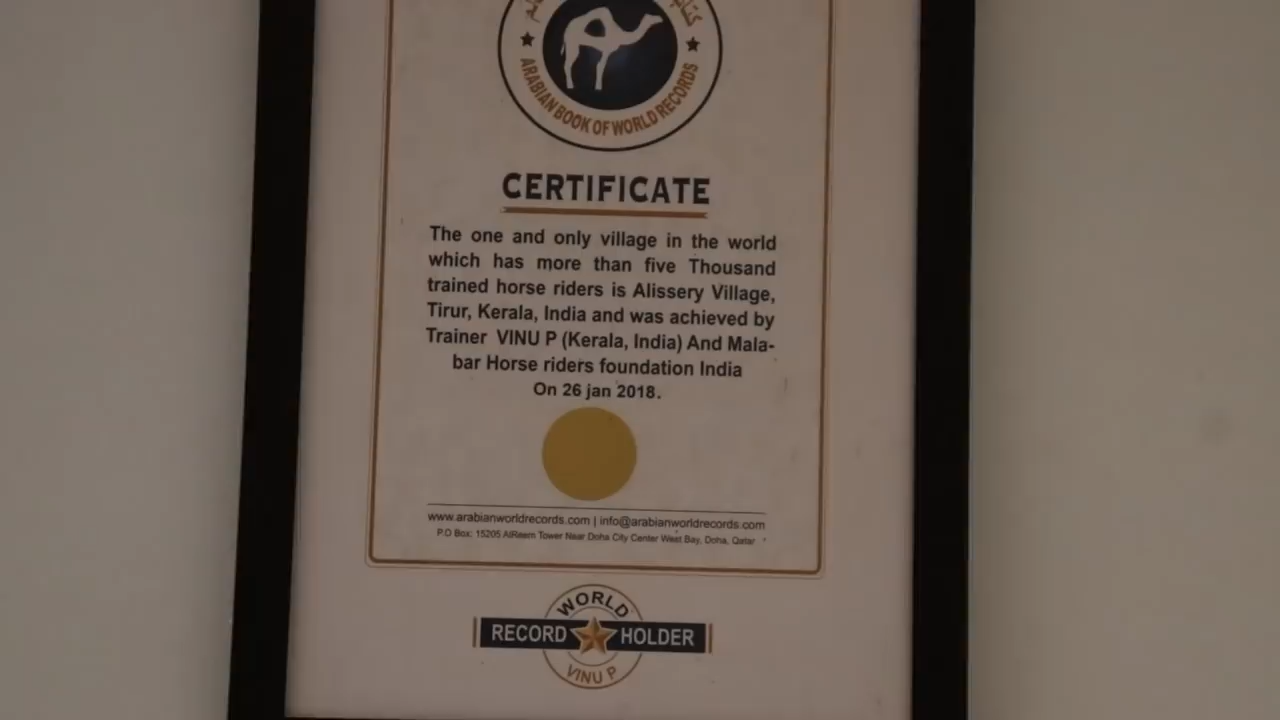 كتاب
ARABIAN BOOK OF WORLD RECORDS
CERTIFICATE
The one and only village in the world
which has more than five Thousand
trained horse riders is Alissery Village,
Tirur, Kerala, India and was achieved by
Trainer VINU P (Kerala, India) And Mala-
bar Horse riders foundation India
On 26 jan 2018.
www.arabianworldrecords.com | info@arabianworldrecords.com
P.O Box: 15205 AlReem Tower Near Doha City Center West Bay, Doha, Qatar
WORLD
RECORD HOLDER
VINU P